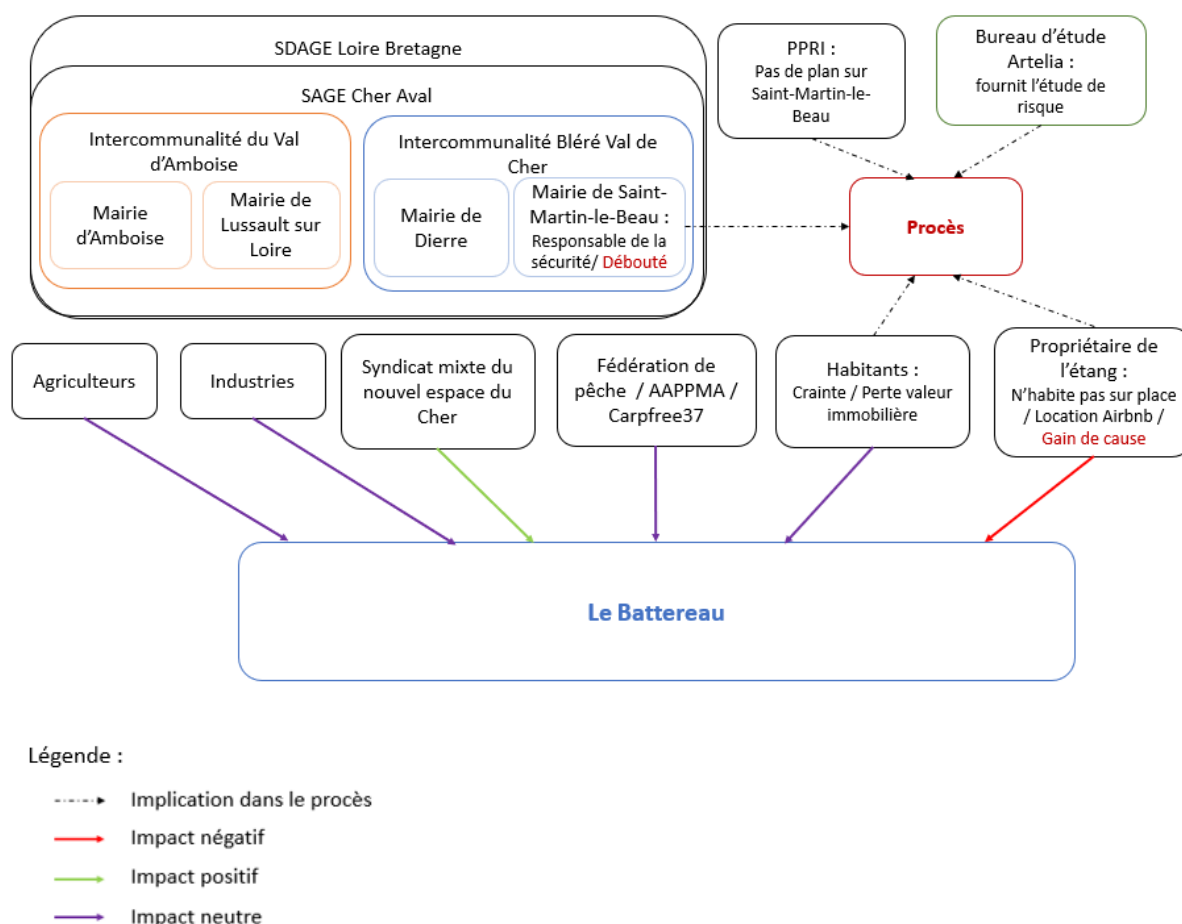 SDAGE Loire Bretagne
SAGE Cher Aval
Intercommunalité du Val
d'Amboise
Mairie
d'Amboise
Mairie de
Lussault sur
Loire
Intercommunalité Bléré Val de
Cher
Mairie de
Dierre
Mairie de Saint-
Martin-le-Beau :
Responsable de la
sécurité/ Débouté
PPRI :
Pas de plan sur
Saint-Martin-le-
Beau
Bureau d'étude
Artelia :
fournit l'étude de
risque
Procès
Agriculteurs
Industries
Syndicat mixte du
nouvel espace du
Cher
Fédération de
pêche / AAPPMA /
Carpfree37
Habitants :
Crainte / Perte valeur
immobilière
Propriétaire de
l'étang :
N'habite pas sur place
/ Location Airbnb /
Gain de cause
Le Battereau
Légende :
Implication dans le procès
Impact négatif
Impact positif
Impact neutre